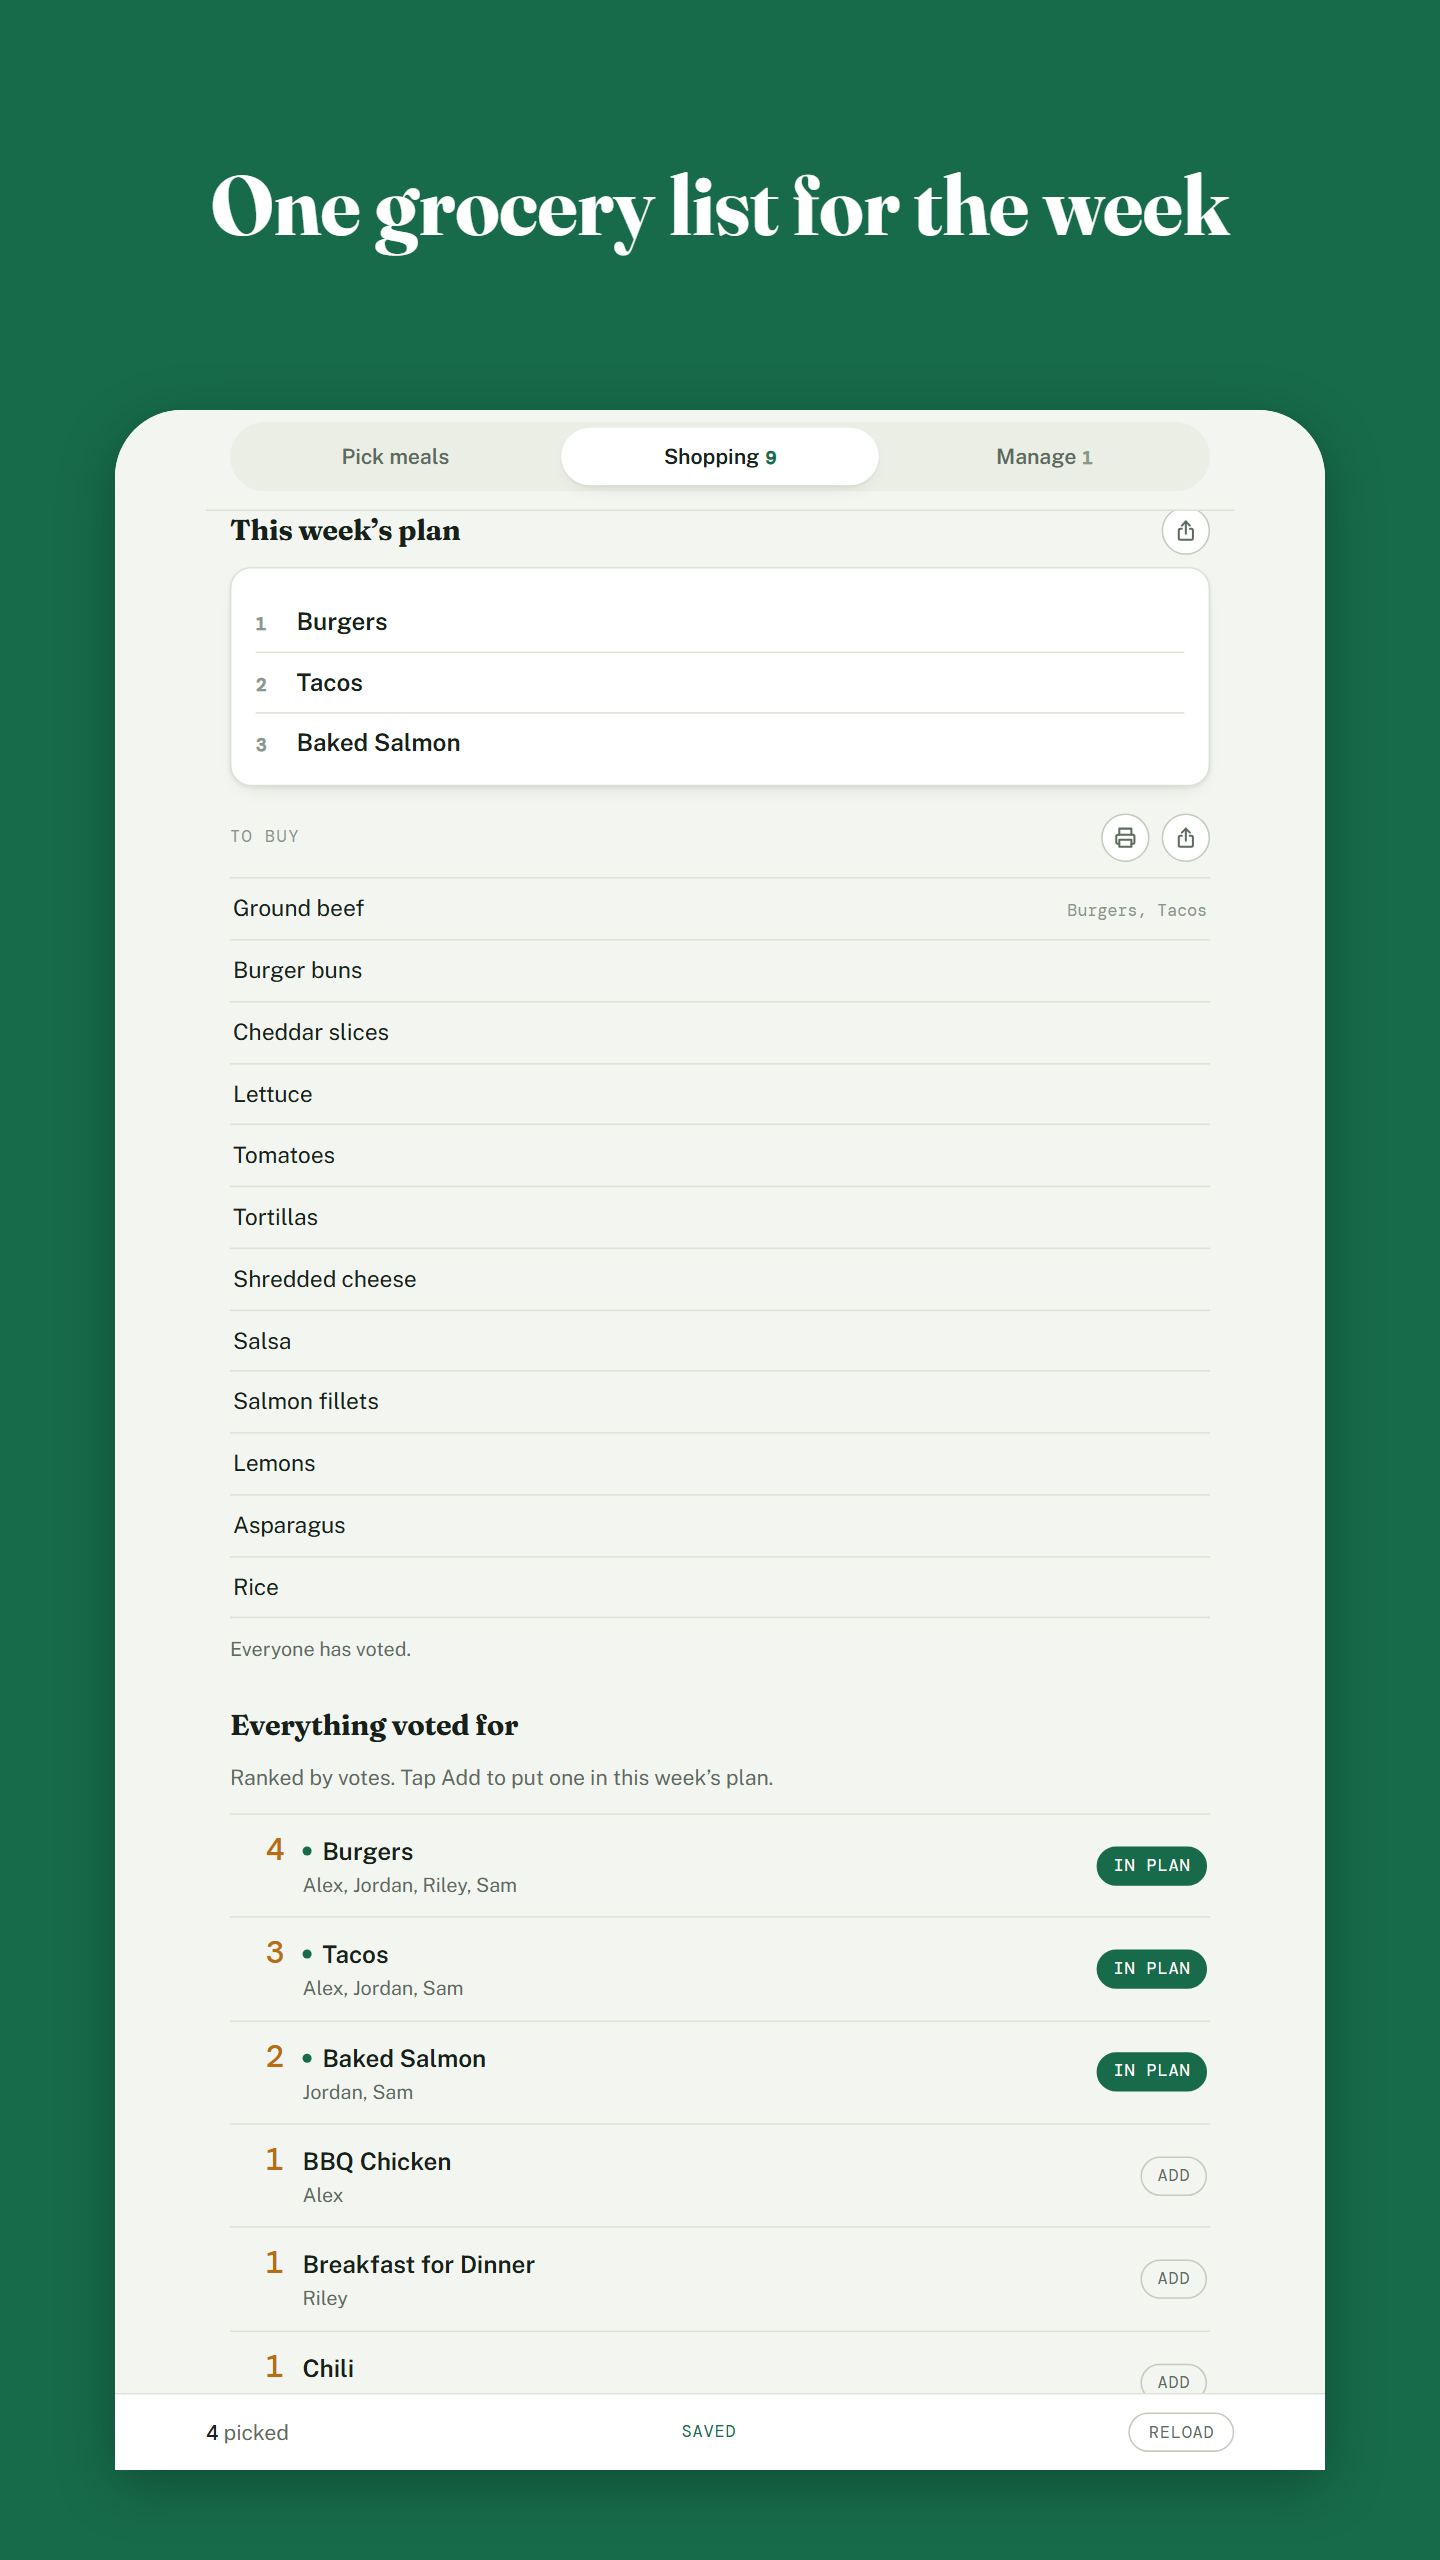 One grocery list for the week
Pick meals
Shopping 9
Manage 1
This week’s plan
1 Burgers
2 Tacos
3 Baked Salmon
TO BUY
Ground beef Burgers, Tacos
Burger buns
Cheddar slices
Lettuce
Tomatoes
Tortillas
Shredded cheese
Salsa
Salmon fillets
Lemons
Asparagus
Rice
Everyone has voted.
Everything voted for
Ranked by votes. Tap Add to put one in this week’s plan.
4 Burgers IN PLAN
Alex, Jordan, Riley, Sam
3 Tacos IN PLAN
Alex, Jordan, Sam
2 Baked Salmon IN PLAN
Jordan, Sam
1 BBQ Chicken ADD
Alex
1 Breakfast for Dinner ADD
Riley
1 Chili ADD
4 picked SAVED RELOAD